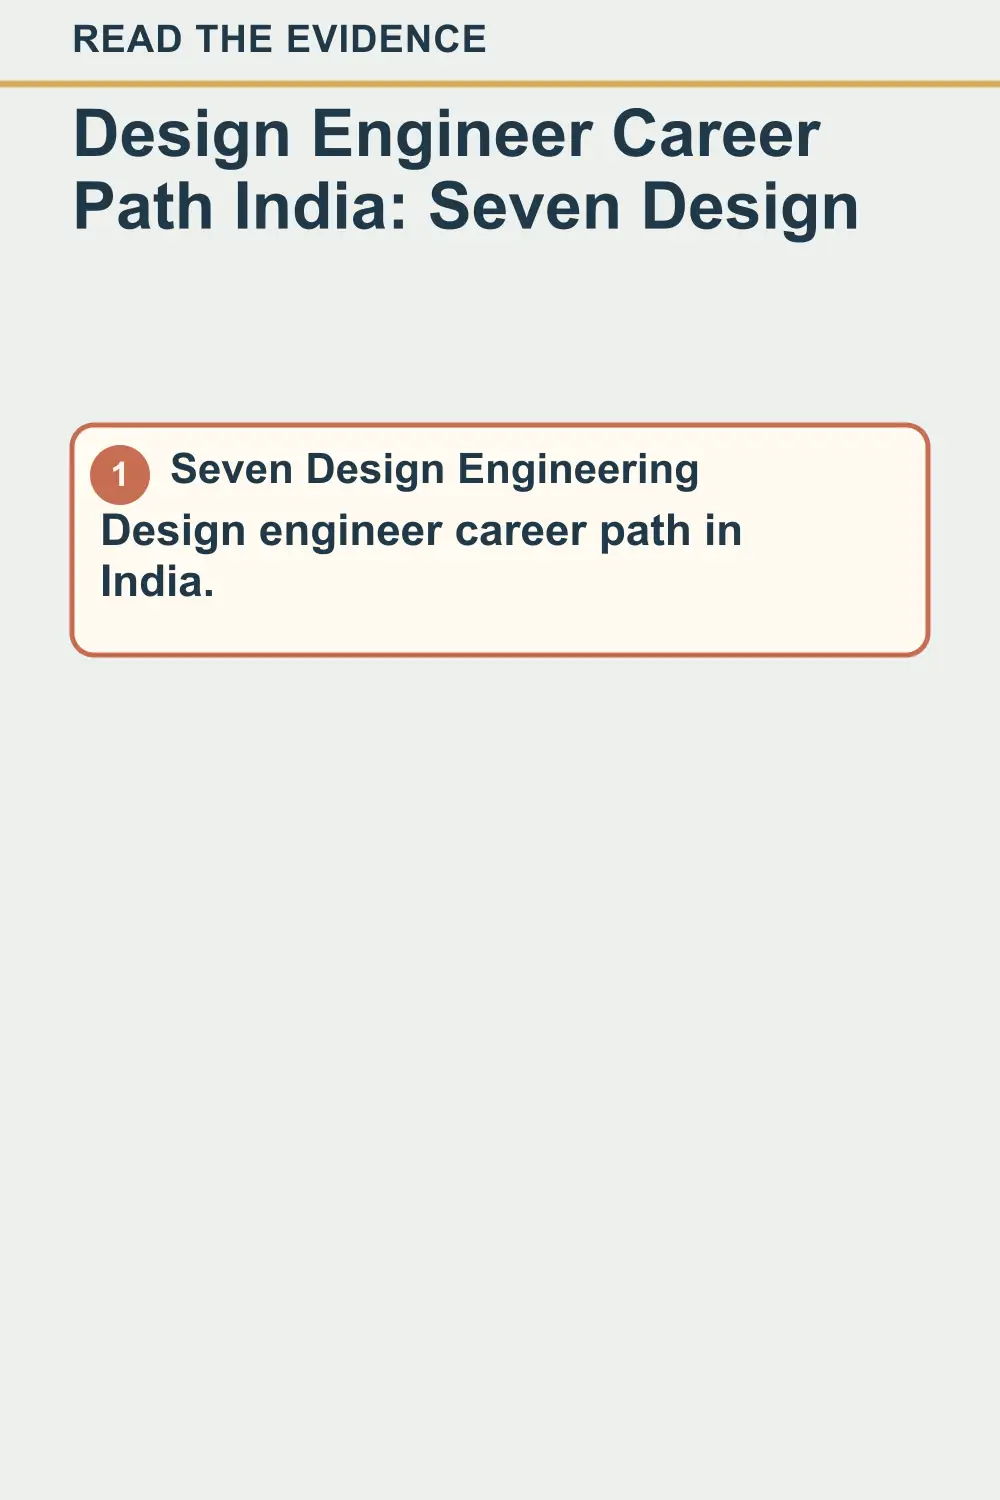 READ THE EVIDENCE
Design Engineer Career
Path India: Seven Design
1 Seven Design Engineering
Design engineer career path in
India.